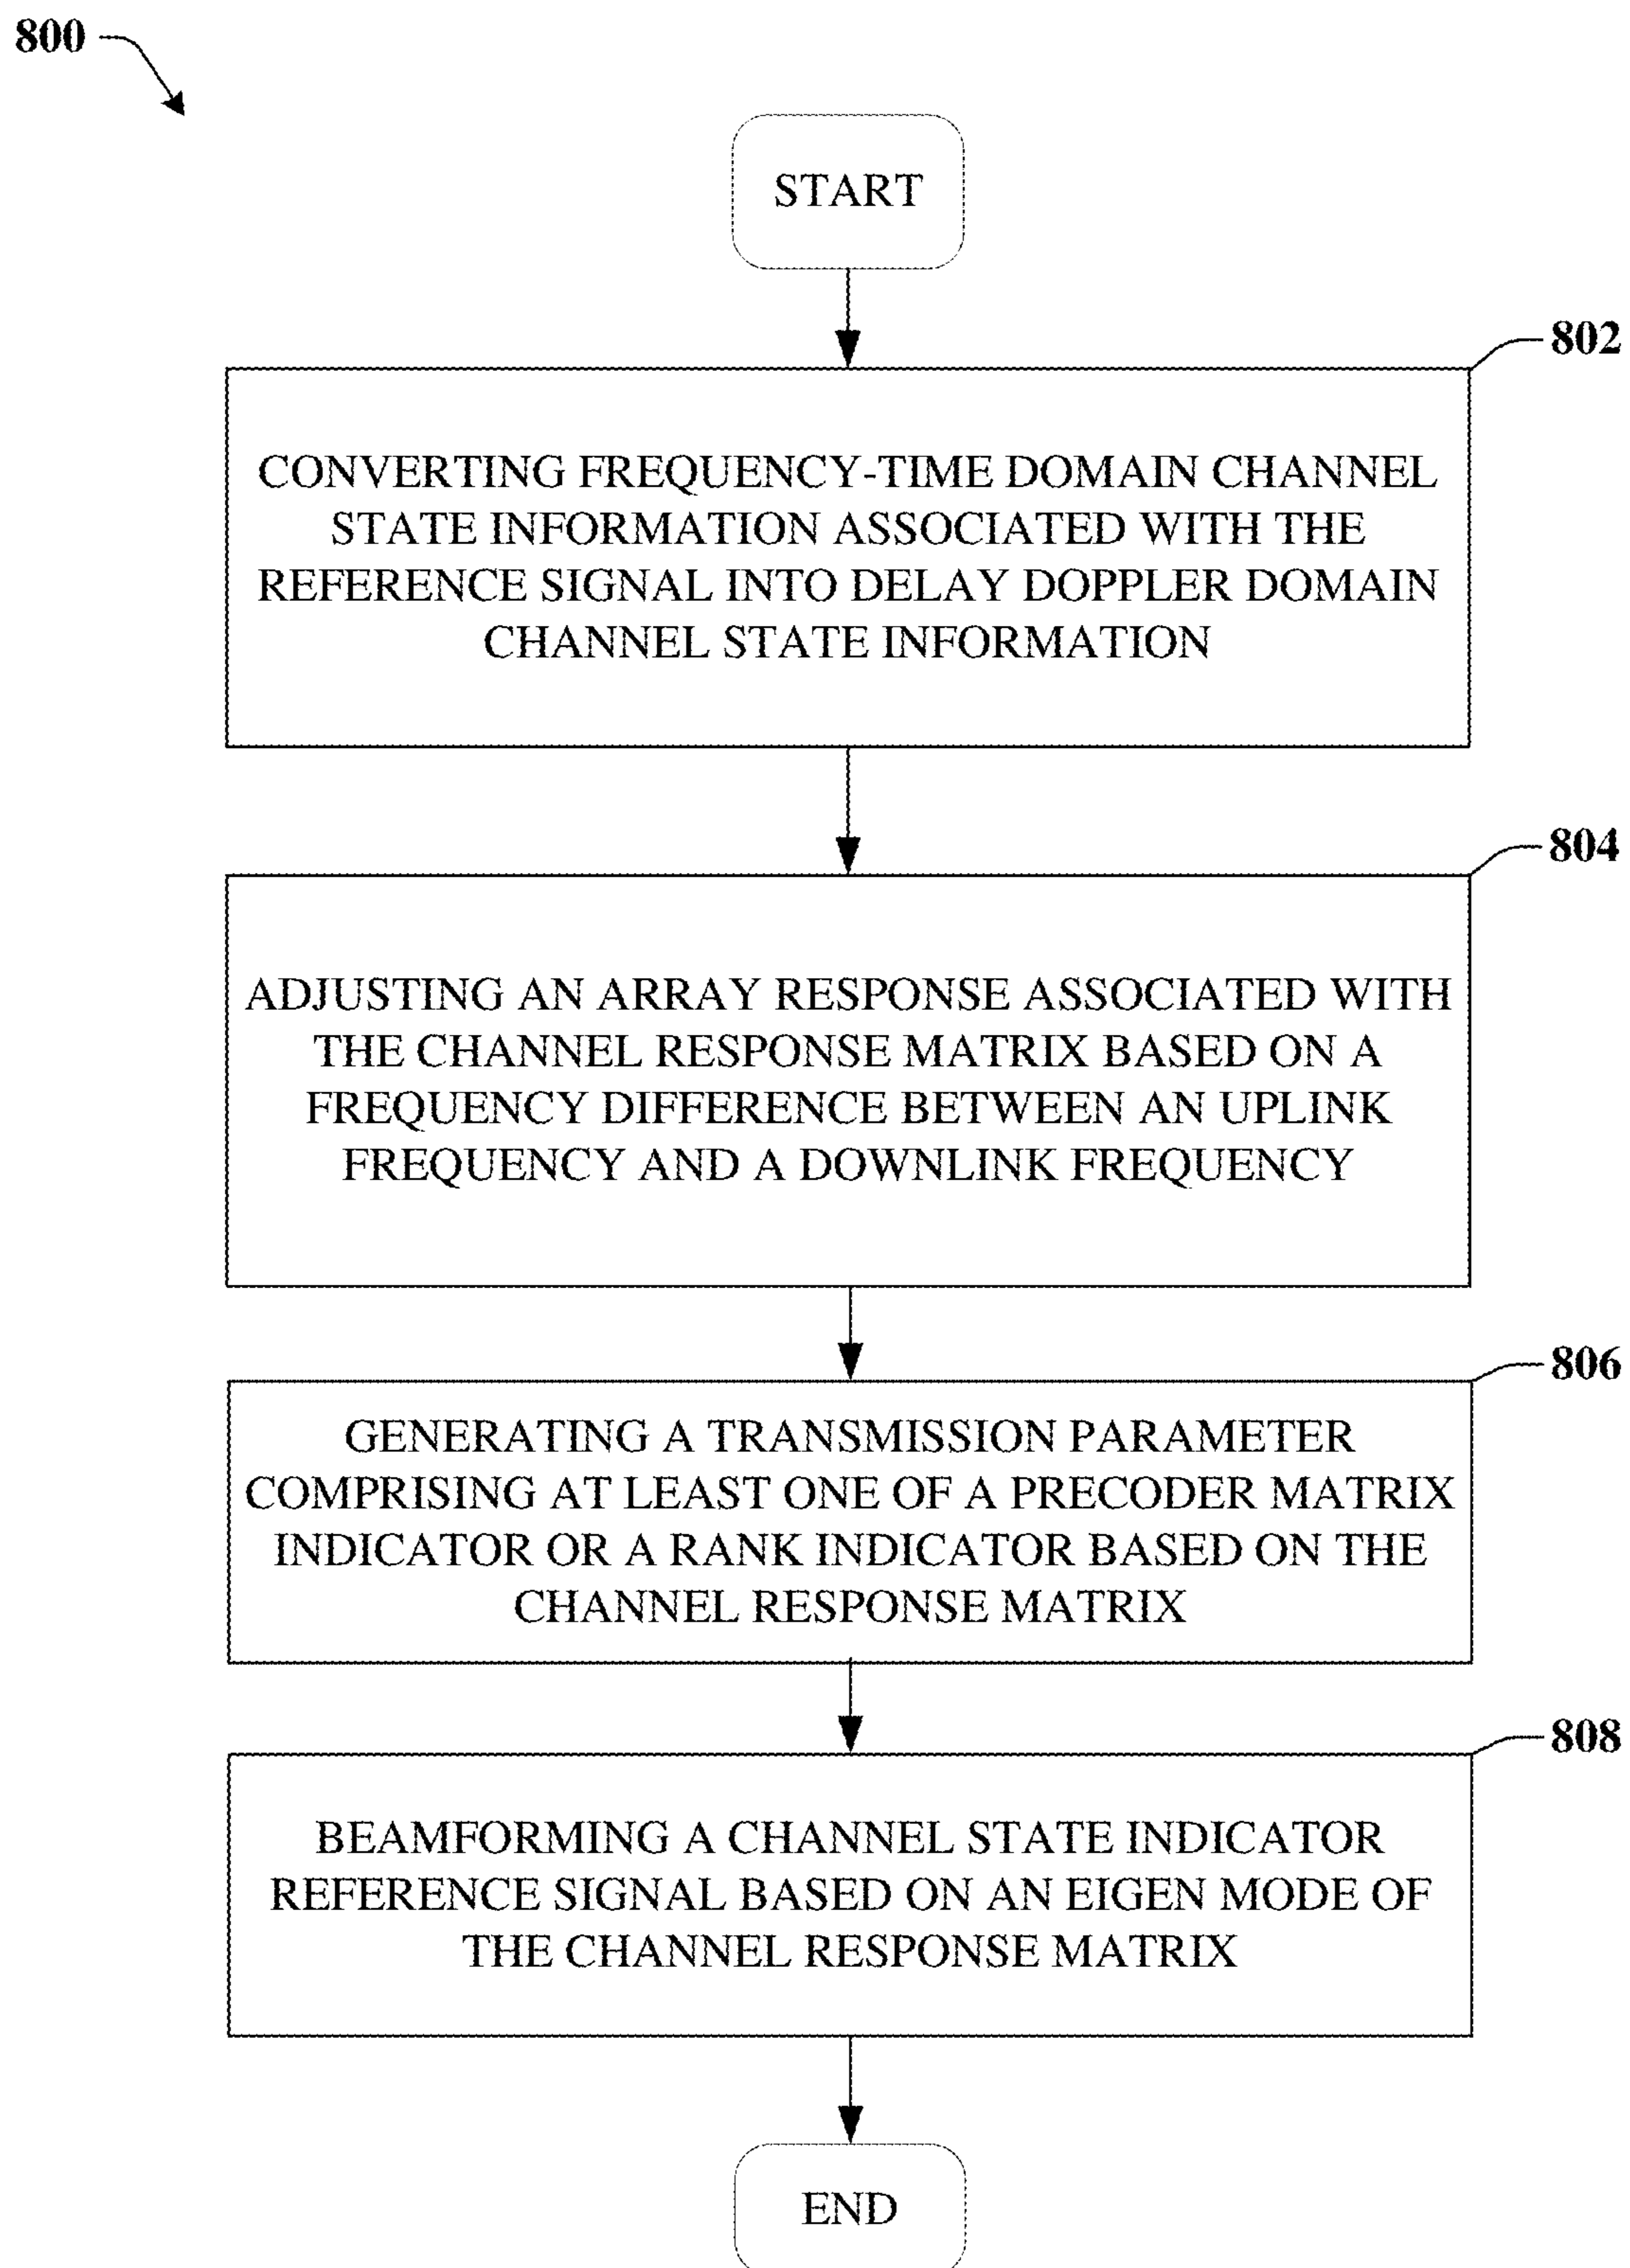 800
START
802
CONVERTING FREQUENCY-TIME DOMAIN CHANNEL
STATE INFORMATION ASSOCIATED WITH THE
REFERENCE SIGNAL INTO DELAY DOPPLER DOMAIN
CHANNEL STATE INFORMATION
804
ADJUSTING AN ARRAY RESPONSE ASSOCIATED WITH
THE CHANNEL RESPONSE MATRIX BASED ON A
FREQUENCY DIFFERENCE BETWEEN AN UPLINK
FREQUENCY AND A DOWNLINK FREQUENCY
806
GENERATING A TRANSMISSION PARAMETER
COMPRISING AT LEAST ONE OF A PRECODER MATRIX
INDICATOR OR A RANK INDICATOR BASED ON THE
CHANNEL RESPONSE MATRIX
808
BEAMFORMING A CHANNEL STATE INDICATOR
REFERENCE SIGNAL BASED ON AN EIGEN MODE OF
THE CHANNEL RESPONSE MATRIX
END